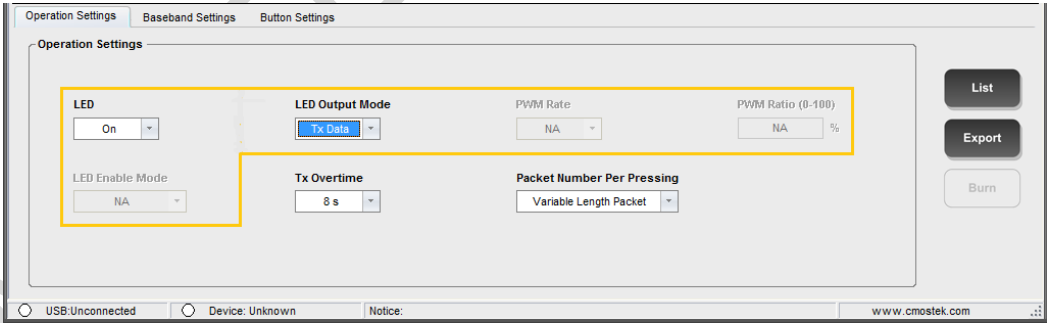 Operation Settings Baseband Settings Button Settings
Operation Settings
List
LED LED Output Mode PWM Rate PWM Ratio (0-100)
On Tx Data NA NA %
Export
LED Enable Mode Tx Overtime Packet Number Per Pressing
Burn
NA 8 s Variable Length Packet
USB:Unconnected Device: Unknown Notice: www.cmostek.com